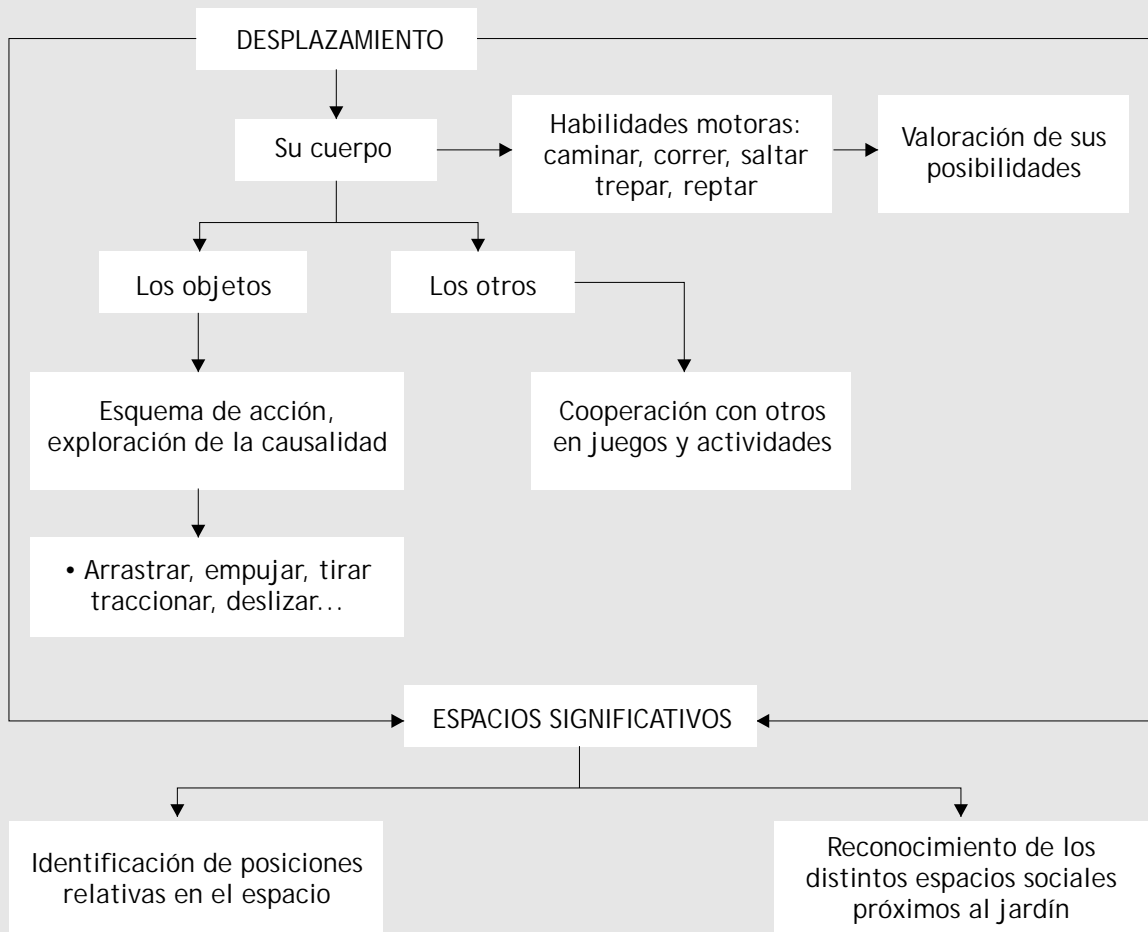 DESPLAZAMIENTO
Su cuerpo
Habilidades motoras:
caminar, correr, saltar
trepar, reptar
Valoración de sus
posibilidades
Los objetos
Los otros
Esquema de acción,
exploración de la causalidad
Cooperación con otros
en juegos y actividades
• Arrastrar, empujar, tirar
traccionar, deslizar...
ESPACIOS SIGNIFICATIVOS
Identificación de posiciones
relativas en el espacio
Reconocimiento de los
distintos espacios sociales
próximos al jardín